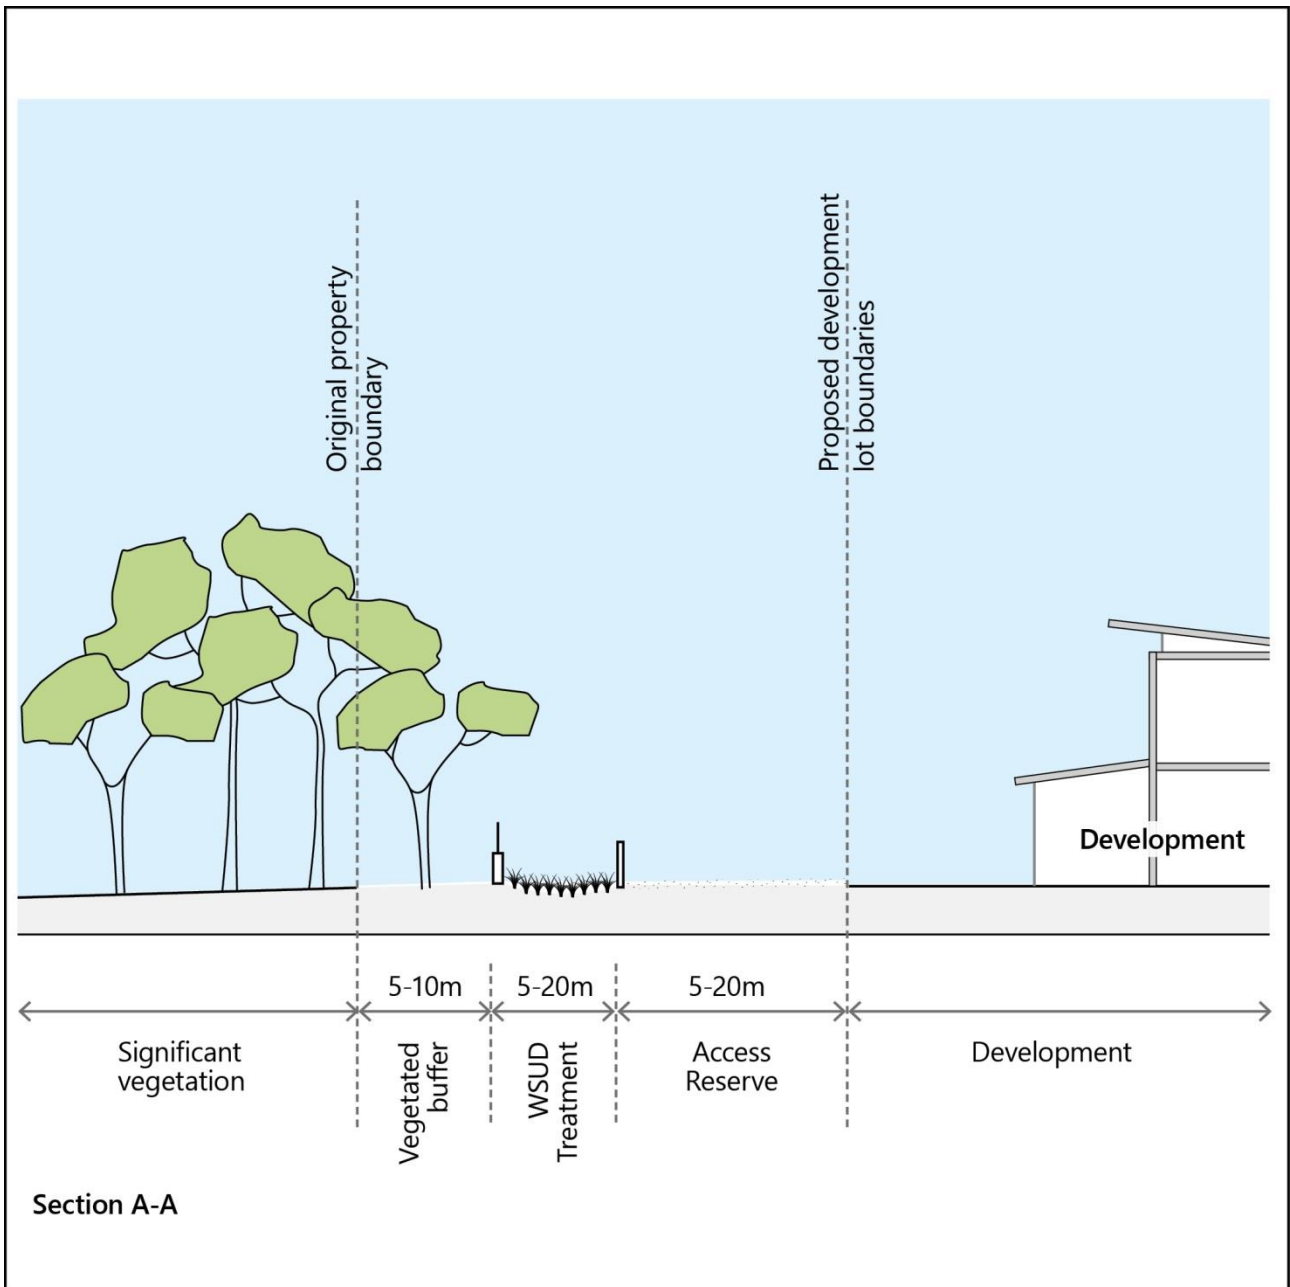 Original property
boundary
Proposed development
lot boundaries
Development
5-10m
5-20m
5-20m
Significant
vegetation
Vegetated
buffer
WSUD
Treatment
Access
Reserve
Development
Section A-A